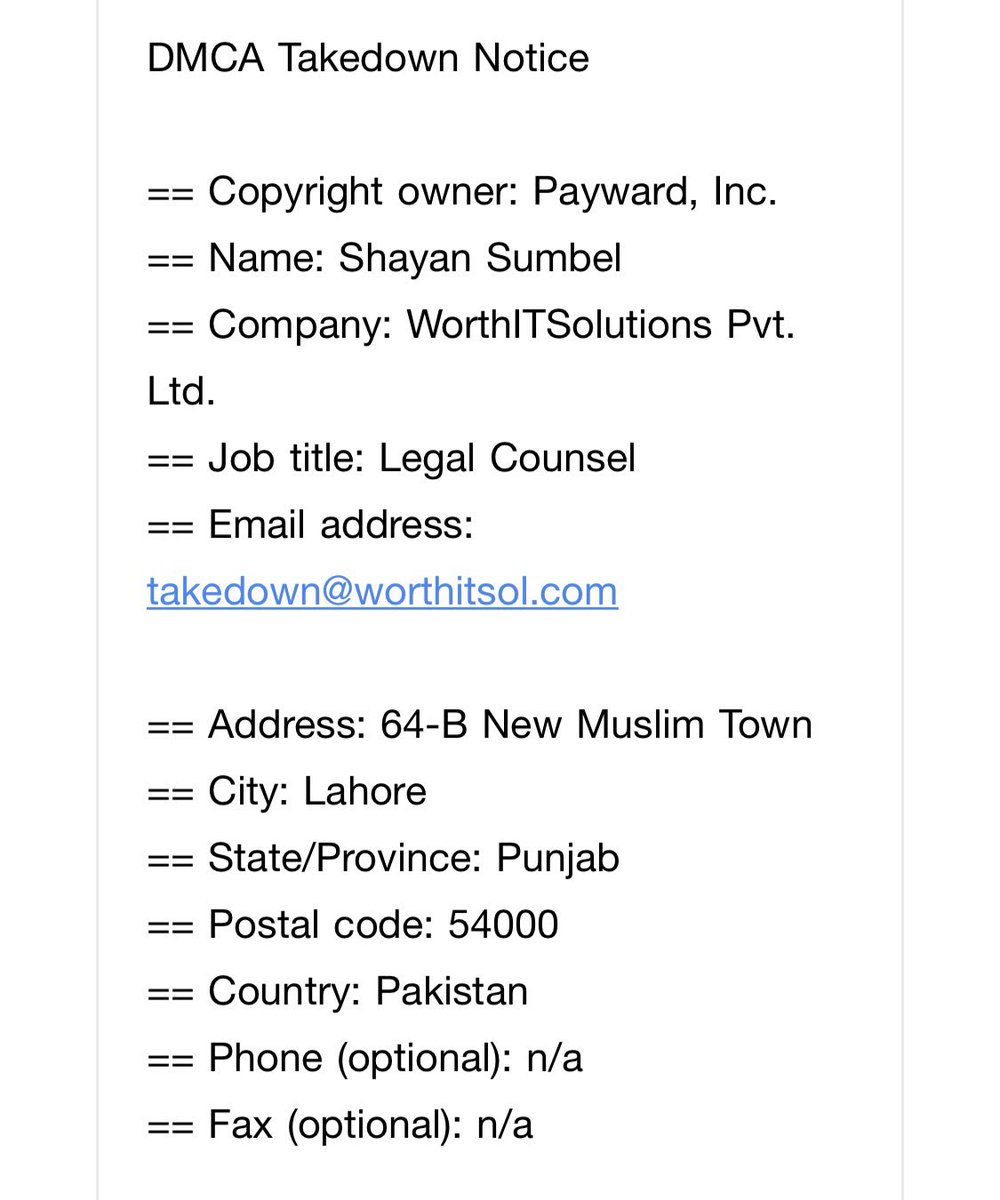 DMCA Takedown Notice
== Copyright owner: Payward, Inc.
== Name: Shayan Sumbel
== Company: WorthITSolutions Pvt.
Ltd.
== Job title: Legal Counsel
== Email address:
takedown@worthitsol.com
== Address: 64-B New Muslim Town
== City: Lahore
== State/Province: Punjab
== Postal code: 54000
== Country: Pakistan
== Phone (optional): n/a
== Fax (optional): n/a